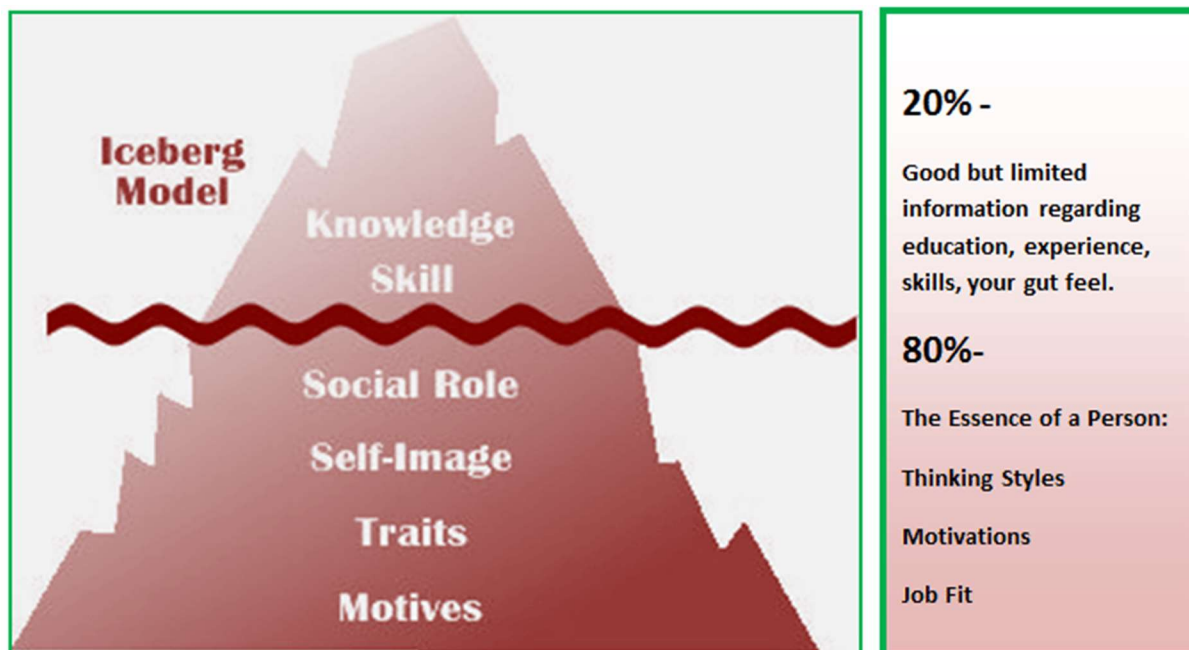 Iceberg
Model
Knowledge
Skill
Social Role
Self-Image
Traits
Motives
20% -
Good but limited
information regarding
education, experience,
skills, your gut feel.
80%-
The Essence of a Person:
Thinking Styles
Motivations
Job Fit